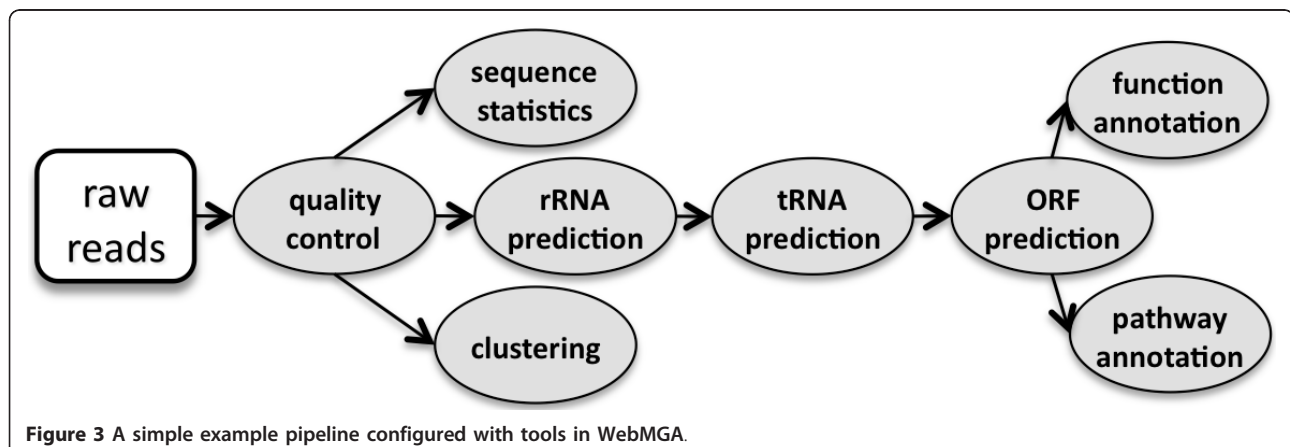 raw
reads
quality
control
sequence
statistics
rRNA
prediction
clustering
tRNA
prediction
ORF
prediction
function
annotation
pathway
annotation
Figure 3 A simple example pipeline configured with tools in WebMGA.